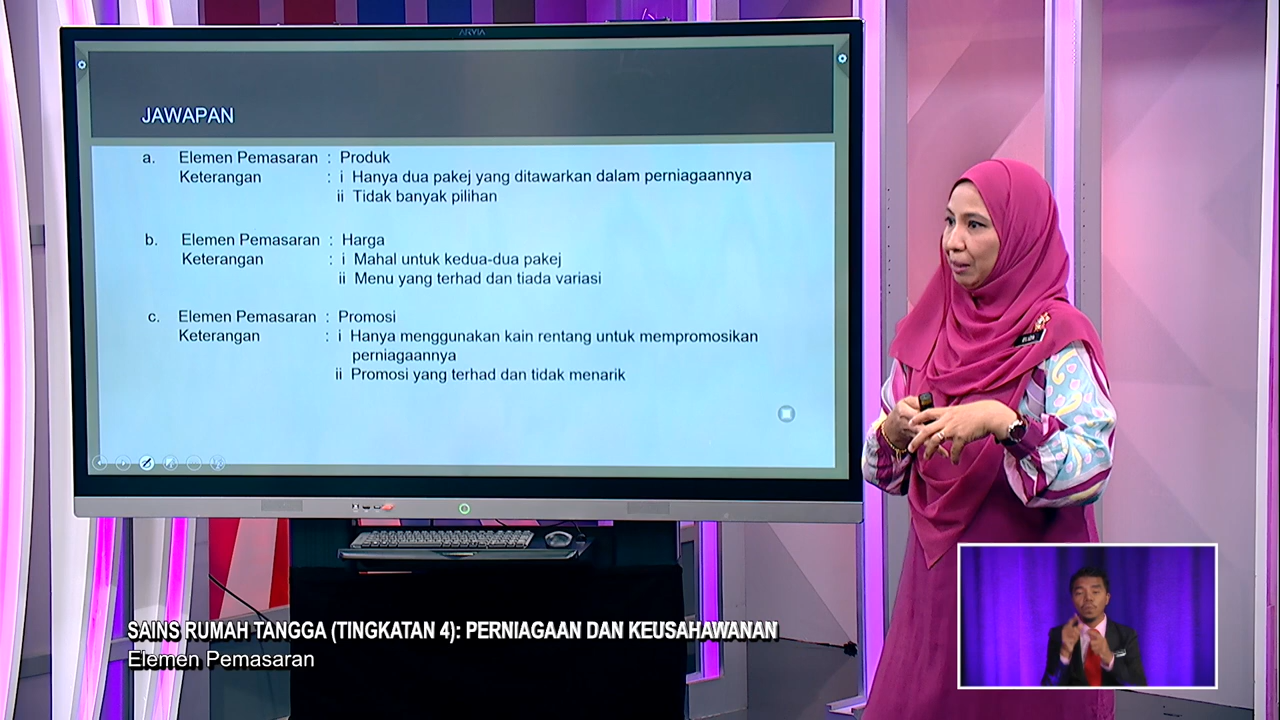 ARVIA
JAWAPAN
a. Elemen Pemasaran : Produk
Keterangan : i Hanya dua pakej yang ditawarkan dalam perniagaannya
ii Tidak banyak pilihan
b. Elemen Pemasaran : Harga
Keterangan : i Mahal untuk kedua-dua pakej
ii Menu yang terhad dan tiada variasi
c. Elemen Pemasaran : Promosi
Keterangan : i Hanya menggunakan kain rentang untuk mempromosikan
perniagaannya
ii Promosi yang terhad dan tidak menarik
SAINS RUMAH TANGGA (TINGKATAN 4): PERNIAGAAN DAN KEUSAHAWANAN
Elemen Pemasaran